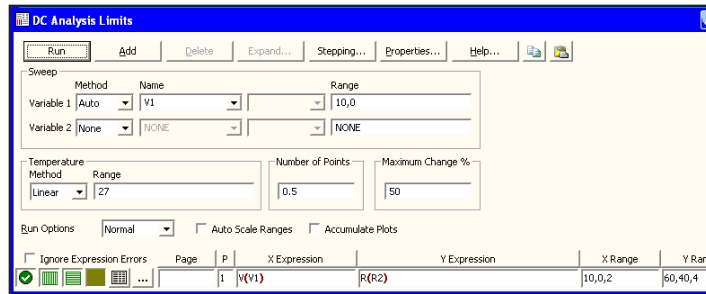 DC Analysis Limits
Run Add Delete Expand... Stepping... Properties... Help...
Sweep
Method Name Range
Variable 1 Auto V1 10,0
Variable 2 None NONE NONE
Temperature Number of Points Maximum Change %
Method Range
Linear 27 0.5 50
Run Options Normal Auto Scale Ranges Accumulate Plots
Ignore Expression Errors Page P X Expression Y Expression X Range Y Ran
... 1 V(V1) R(R2) 10,0,2 60,40,4